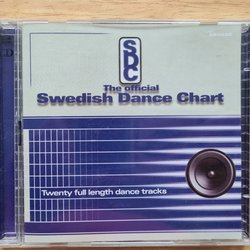 SDC
The official
Swedish Dance Chart
Twenty full length dance tracks